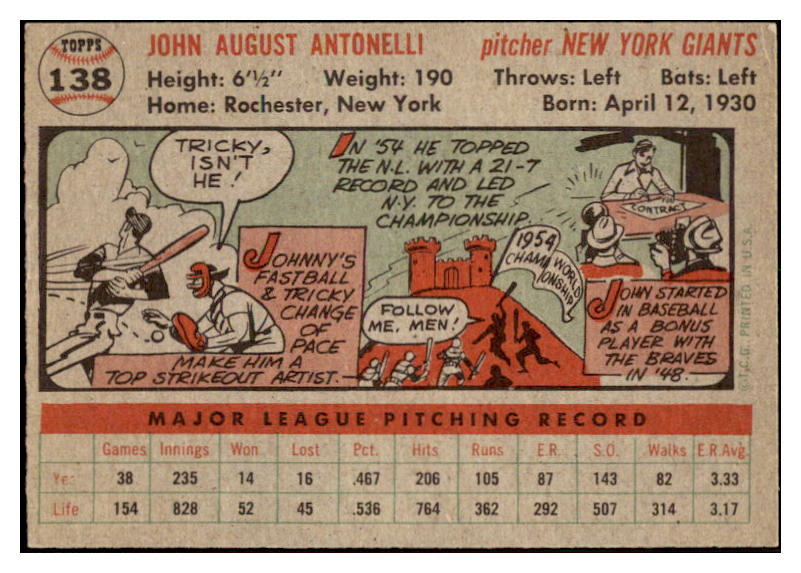 TOPPS
138
JOHN AUGUST ANTONELLI
pitcher NEW YORK GIANTS
Height: 6'½" Weight: 190 Throws: Left Bats: Left
Home: Rochester, New York Born: April 12, 1930
TRICKY,
ISN'T
HE!
JOHNNY'S
FASTBALL
& TRICKY
CHANGE
OF
PACE
MAKE HIM A
TOP STRIKEOUT ARTIST.—
IN '54 HE TOPPED
THE N.L. WITH A 21-7
RECORD AND LED
N.Y. TO THE
CHAMPIONSHIP.
1954
WORLD
CHAMP
IONSHIP
FOLLOW
ME, MEN!
CONTRACT
JOHN STARTED
IN BASEBALL
AS A BONUS
PLAYER WITH
THE BRAVES
IN '48.—
©T.C.G. PRINTED IN U.S.A.
MAJOR LEAGUE PITCHING RECORD
Games Innings Won Lost Pct. Hits Runs E.R. S.O. Walks E.R.Avg.
Year 38 235 14 16 .467 206 105 87 143 82 3.33
Life 154 828 52 45 .536 764 362 292 507 314 3.17